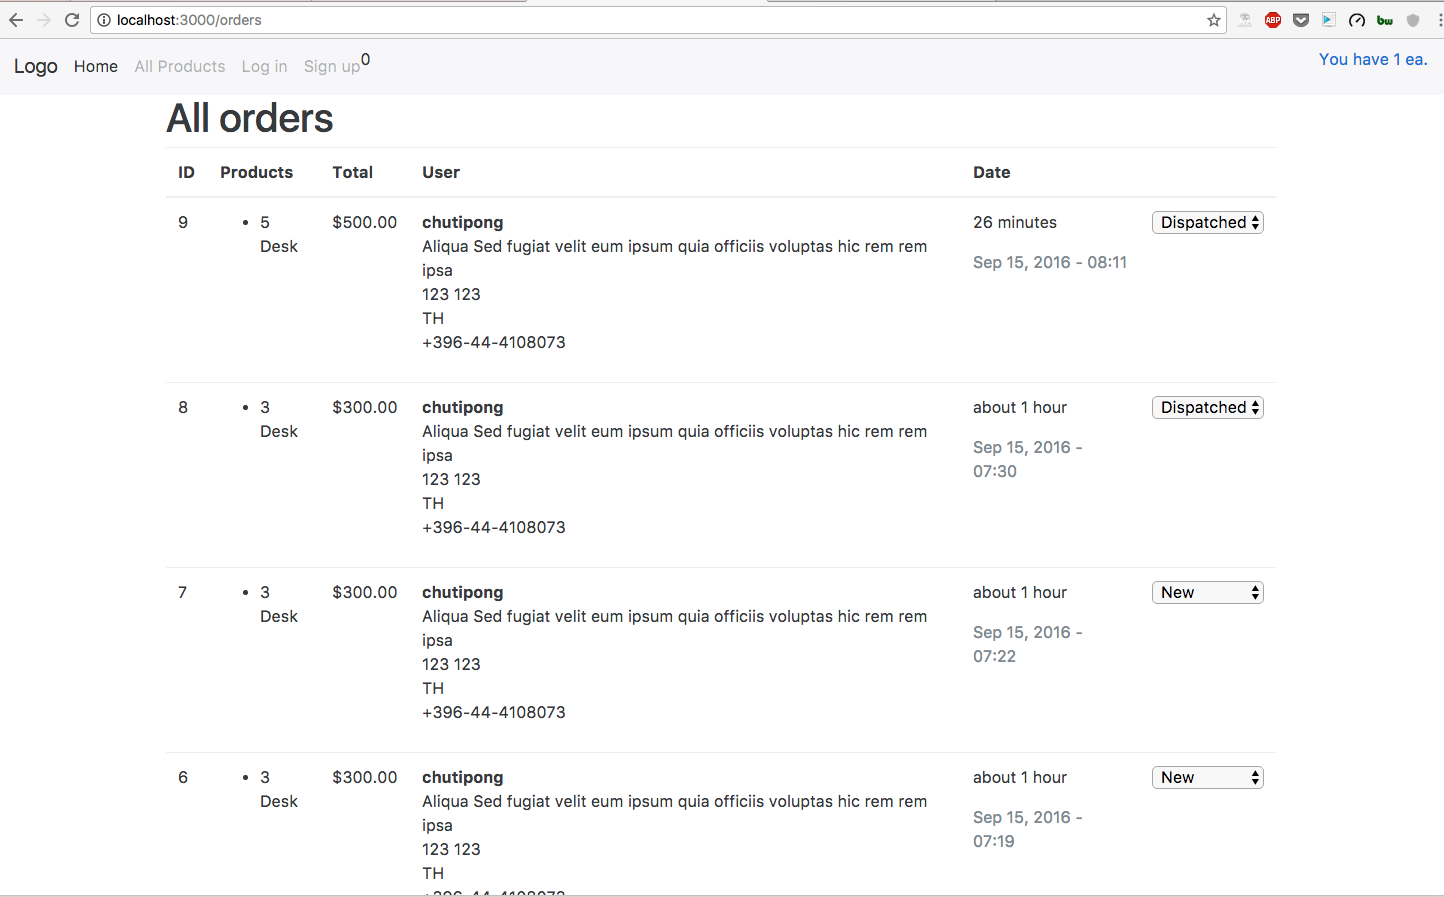 localhost:3000/orders
ABP
bw
Logo Home All Products Log in Sign up 0 You have 1 ea.
All orders
ID Products Total User Date
9 • 5 $500.00 chutipong 26 minutes Dispatched
Desk Aliqua Sed fugiat velit eum ipsum quia officiis voluptas hic rem rem
ipsa Sep 15, 2016 - 08:11
123 123
TH
+396-44-4108073
8 • 3 $300.00 chutipong about 1 hour Dispatched
Desk Aliqua Sed fugiat velit eum ipsum quia officiis voluptas hic rem rem
ipsa Sep 15, 2016 -
123 123 07:30
TH
+396-44-4108073
7 • 3 $300.00 chutipong about 1 hour New
Desk Aliqua Sed fugiat velit eum ipsum quia officiis voluptas hic rem rem
ipsa Sep 15, 2016 -
123 123 07:22
TH
+396-44-4108073
6 • 3 $300.00 chutipong about 1 hour New
Desk Aliqua Sed fugiat velit eum ipsum quia officiis voluptas hic rem rem
ipsa Sep 15, 2016 -
123 123 07:19
TH
+396-44-4108073